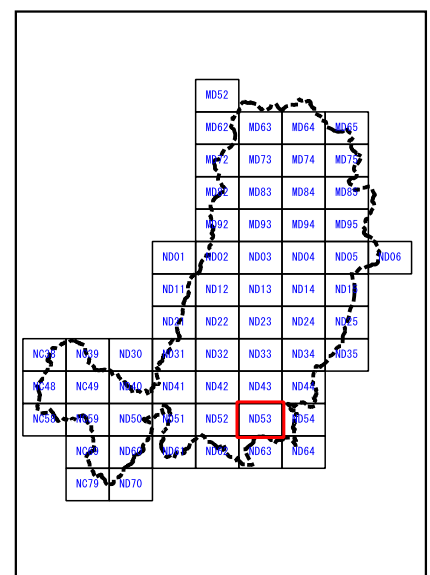 MD52
MD62 MD63 MD64 MD65
MD72 MD73 MD74 MD75
MD82 MD83 MD84 MD85
MD92 MD93 MD94 MD95
ND01 ND02 ND03 ND04 ND05 ND06
ND11 ND12 ND13 ND14 ND15
ND21 ND22 ND23 ND24 ND25
NC38 NC39 ND30 ND31 ND32 ND33 ND34 ND35
NC48 NC49 ND40 ND41 ND42 ND43 ND44
NC58 NC59 ND50 ND51 ND52 ND53 ND54
NC69 ND60 ND61 ND62 ND63 ND64
NC79 ND70